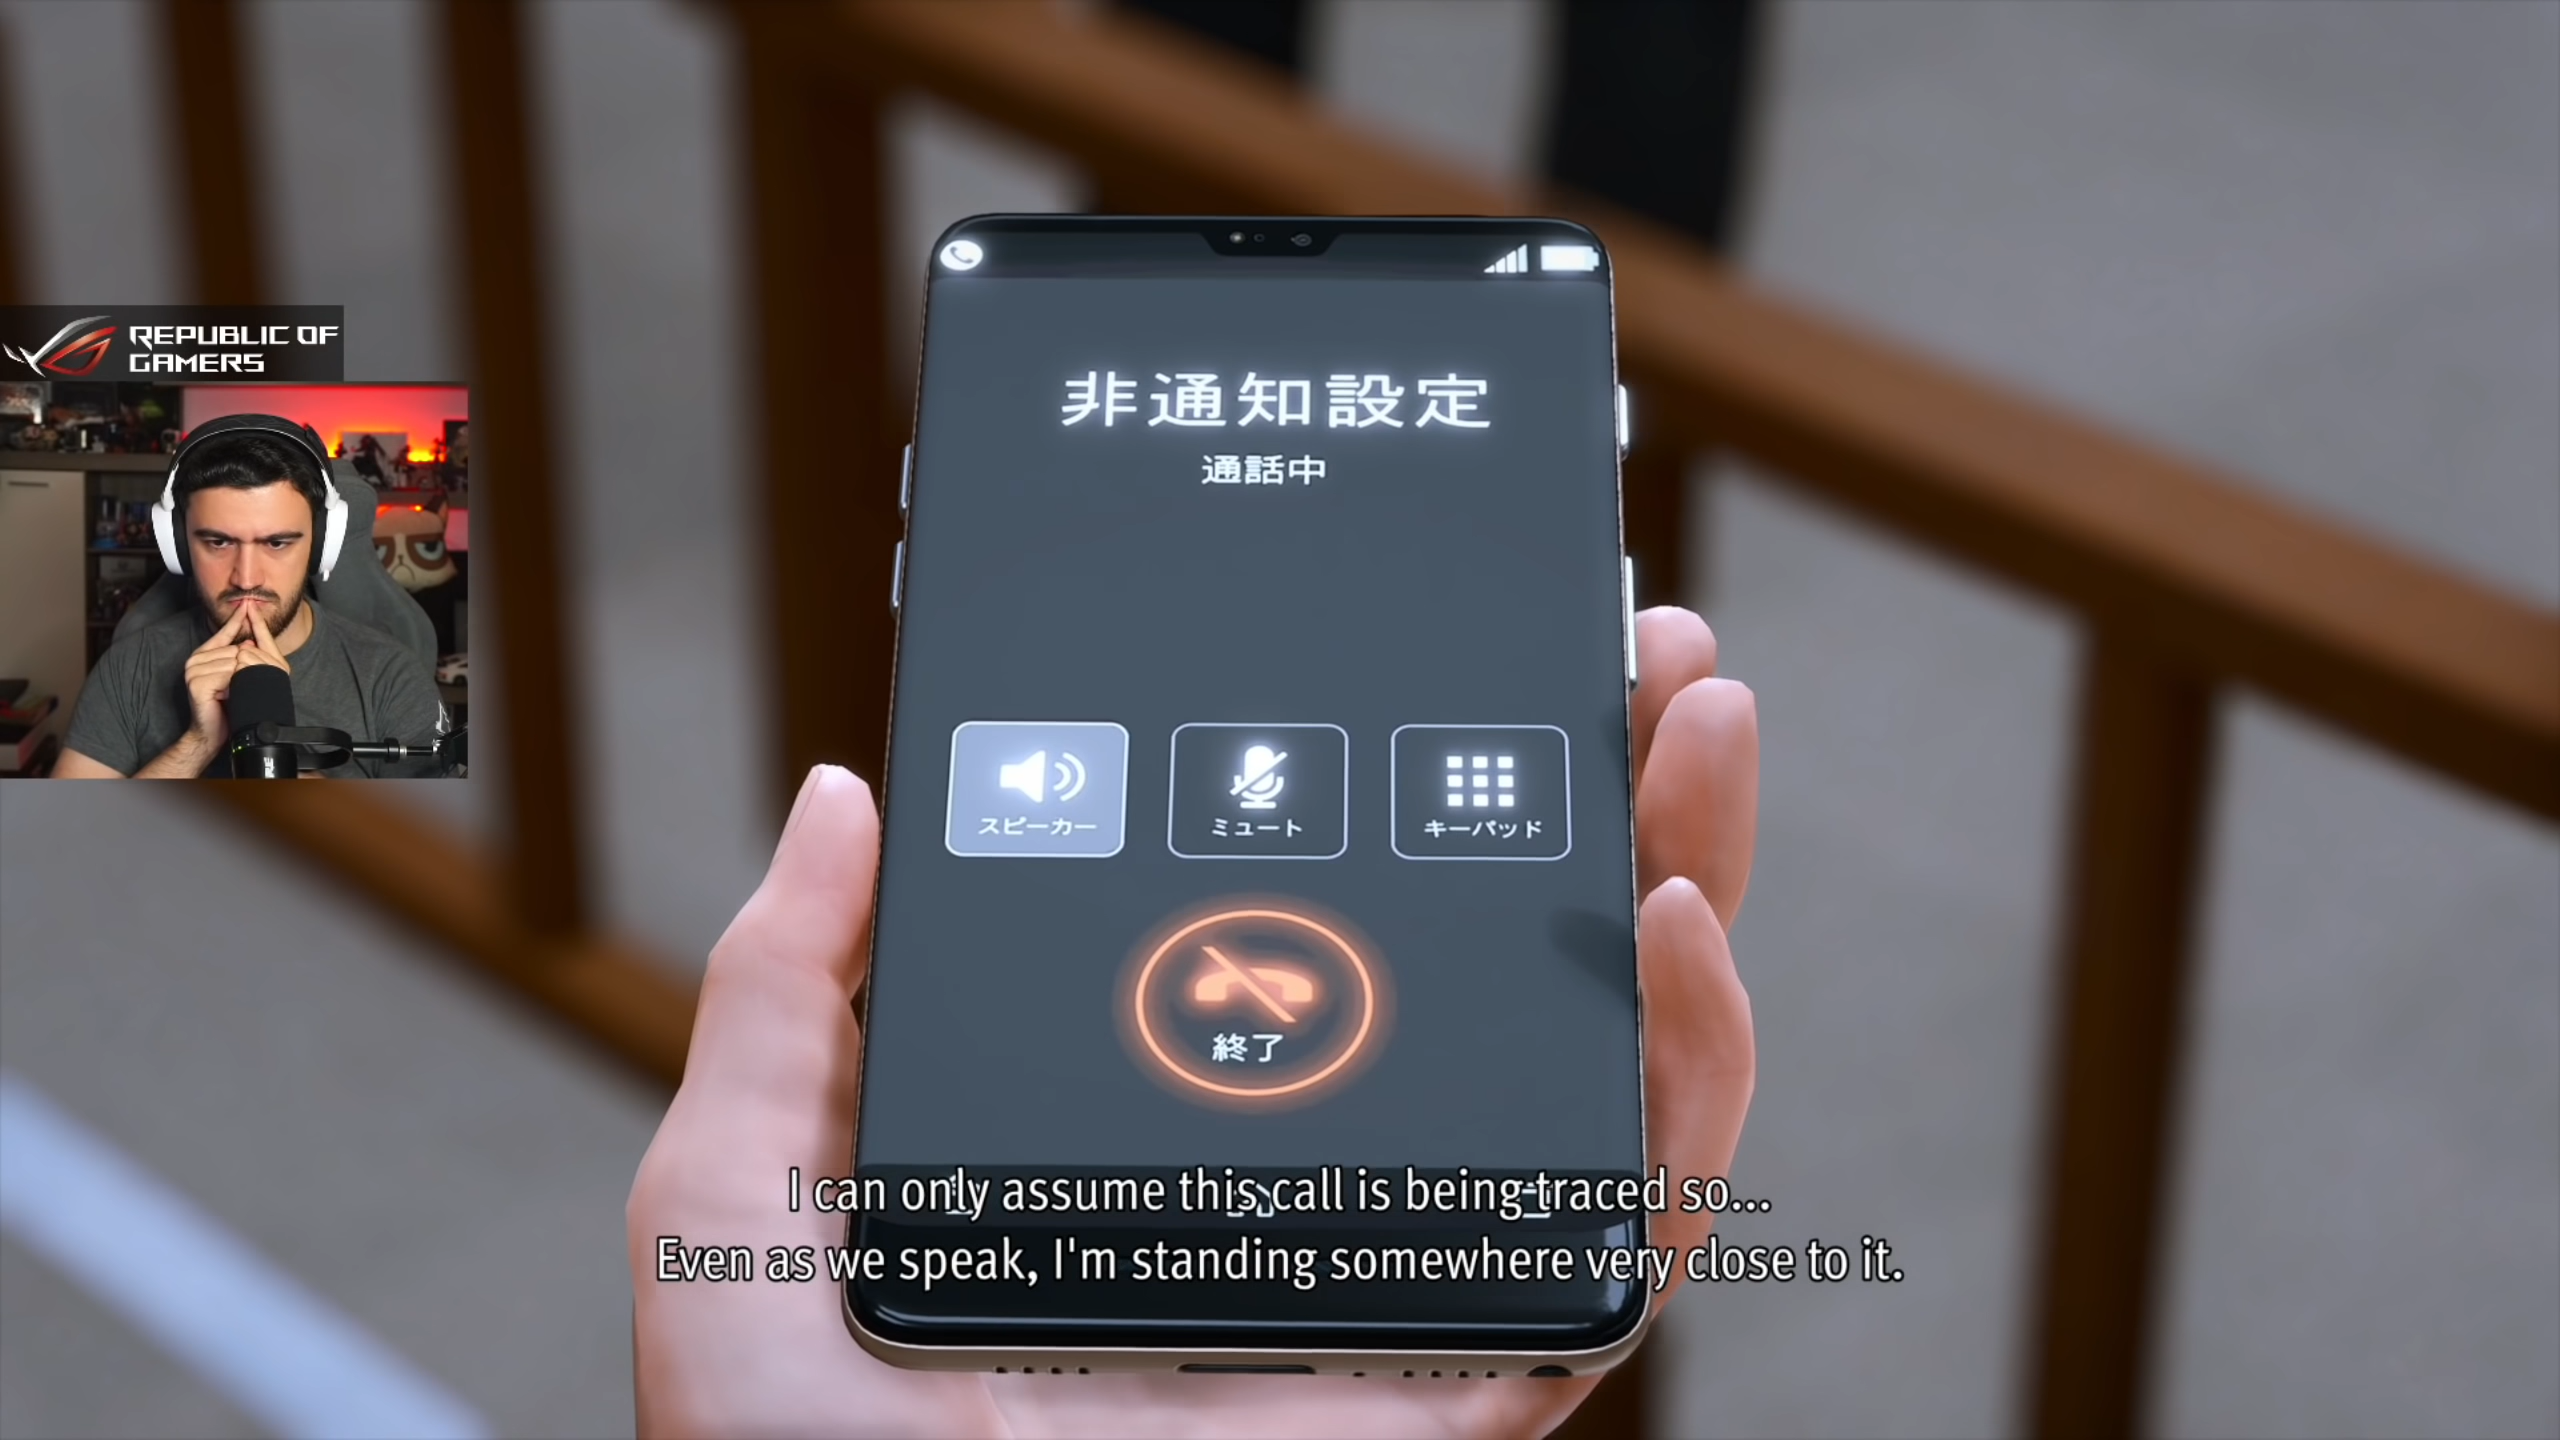 REPUBLIC OF
GAMERS
非通知設定
通話中
スピーカー
ミュート
キーパッド
終了
I can only assume this call is being traced so...
Even as we speak, I'm standing somewhere very close to it.